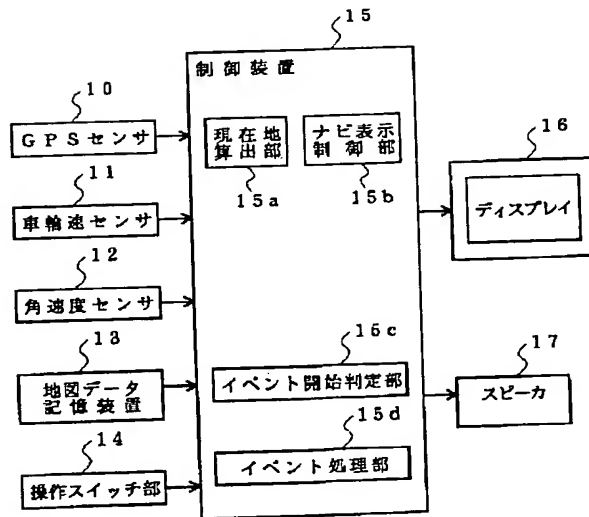 10
GPSセンサ
11
車輪速センサ
12
角速度センサ
13
地図データ
記憶装置
14
操作スイッチ部
15
制御装置
現在地
算出部
15a
ナビ表示
制御部
15b
15c
イベント開始判定部
15d
イベント処理部
16
ディスプレイ
17
スピーカ